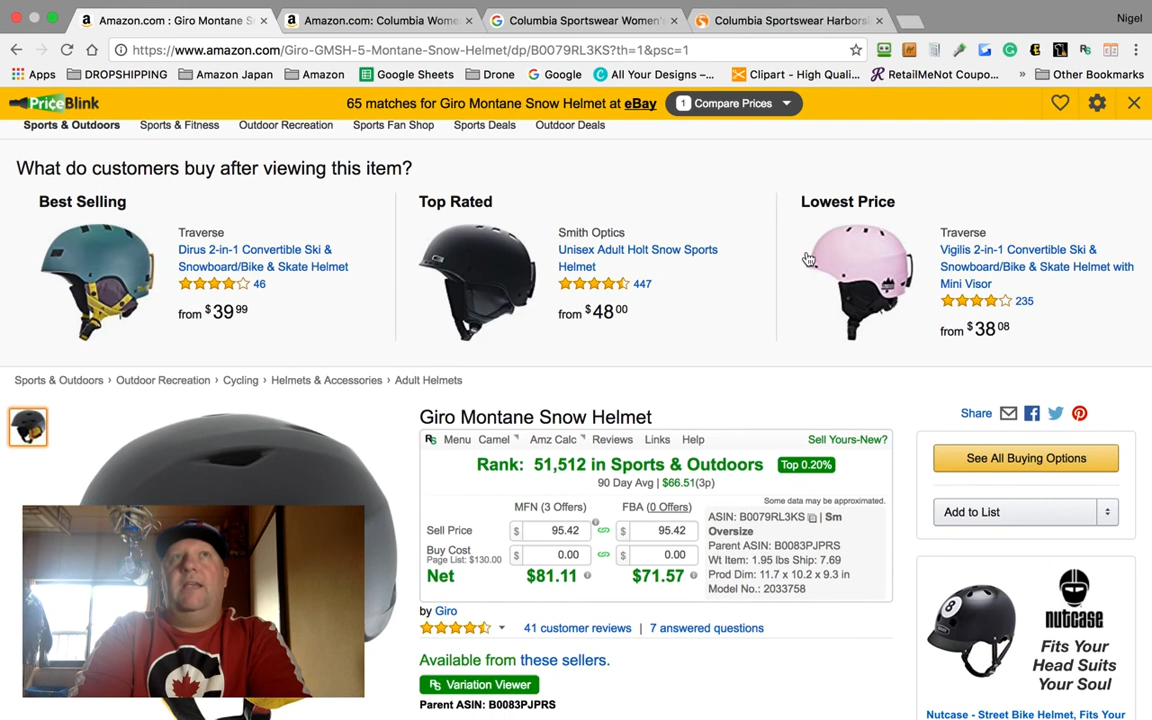 Amazon.com : Giro Montane S
Amazon.com: Columbia Wome
Columbia Sportswear Women'
Columbia Sportswear Harbors
Nigel
https://www.amazon.com/Giro-GMSH-5-Montane-Snow-Helmet/dp/B0079RL3KS?th=1&psc=1
Apps DROPSHIPPING Amazon Japan Amazon Google Sheets Drone Google All Your Designs –... Clipart - High Quali... RetailMeNot Coupo... » Other Bookmarks
PriceBlink 65 matches for Giro Montane Snow Helmet at eBay 1 Compare Prices
Sports & Outdoors Sports & Fitness Outdoor Recreation Sports Fan Shop Sports Deals Outdoor Deals
What do customers buy after viewing this item?
Best Selling
Traverse
Dirus 2-in-1 Convertible Ski &
Snowboard/Bike & Skate Helmet
46
from $39 99
Top Rated
Smith Optics
Unisex Adult Holt Snow Sports
Helmet
447
from $48 00
Lowest Price
Traverse
Vigilis 2-in-1 Convertible Ski &
Snowboard/Bike & Skate Helmet with
Mini Visor
235
from $38 08
Sports & Outdoors › Outdoor Recreation › Cycling › Helmets & Accessories › Adult Helmets
Giro Montane Snow Helmet
RS Menu Camel Amz Calc Reviews Links Help Sell Yours-New?
Rank: 51,512 in Sports & Outdoors Top 0.20%
90 Day Avg | $66.51(3p)
Some data may be approximated.
MFN (3 Offers) FBA (0 Offers)
Sell Price $ 95.42 $ 95.42
Buy Cost $ 0.00 $ 0.00
Page List: $130.00
Net $81.11 $71.57
ASIN: B0079RL3KS | Sm
Oversize
Parent ASIN: B0083PJPRS
Wt Item: 1.95 lbs Ship: 7.69
Prod Dim: 11.7 x 10.2 x 9.3 in
Model No.: 2033758
by Giro
41 customer reviews | 7 answered questions
Available from these sellers.
RS Variation Viewer
Parent ASIN: B0083PJPRS
Share
See All Buying Options
Add to List
8
NUTCASE
Fits Your
Head Suits
Your Soul
Nutcase - Street Bike Helmet, Fits Your